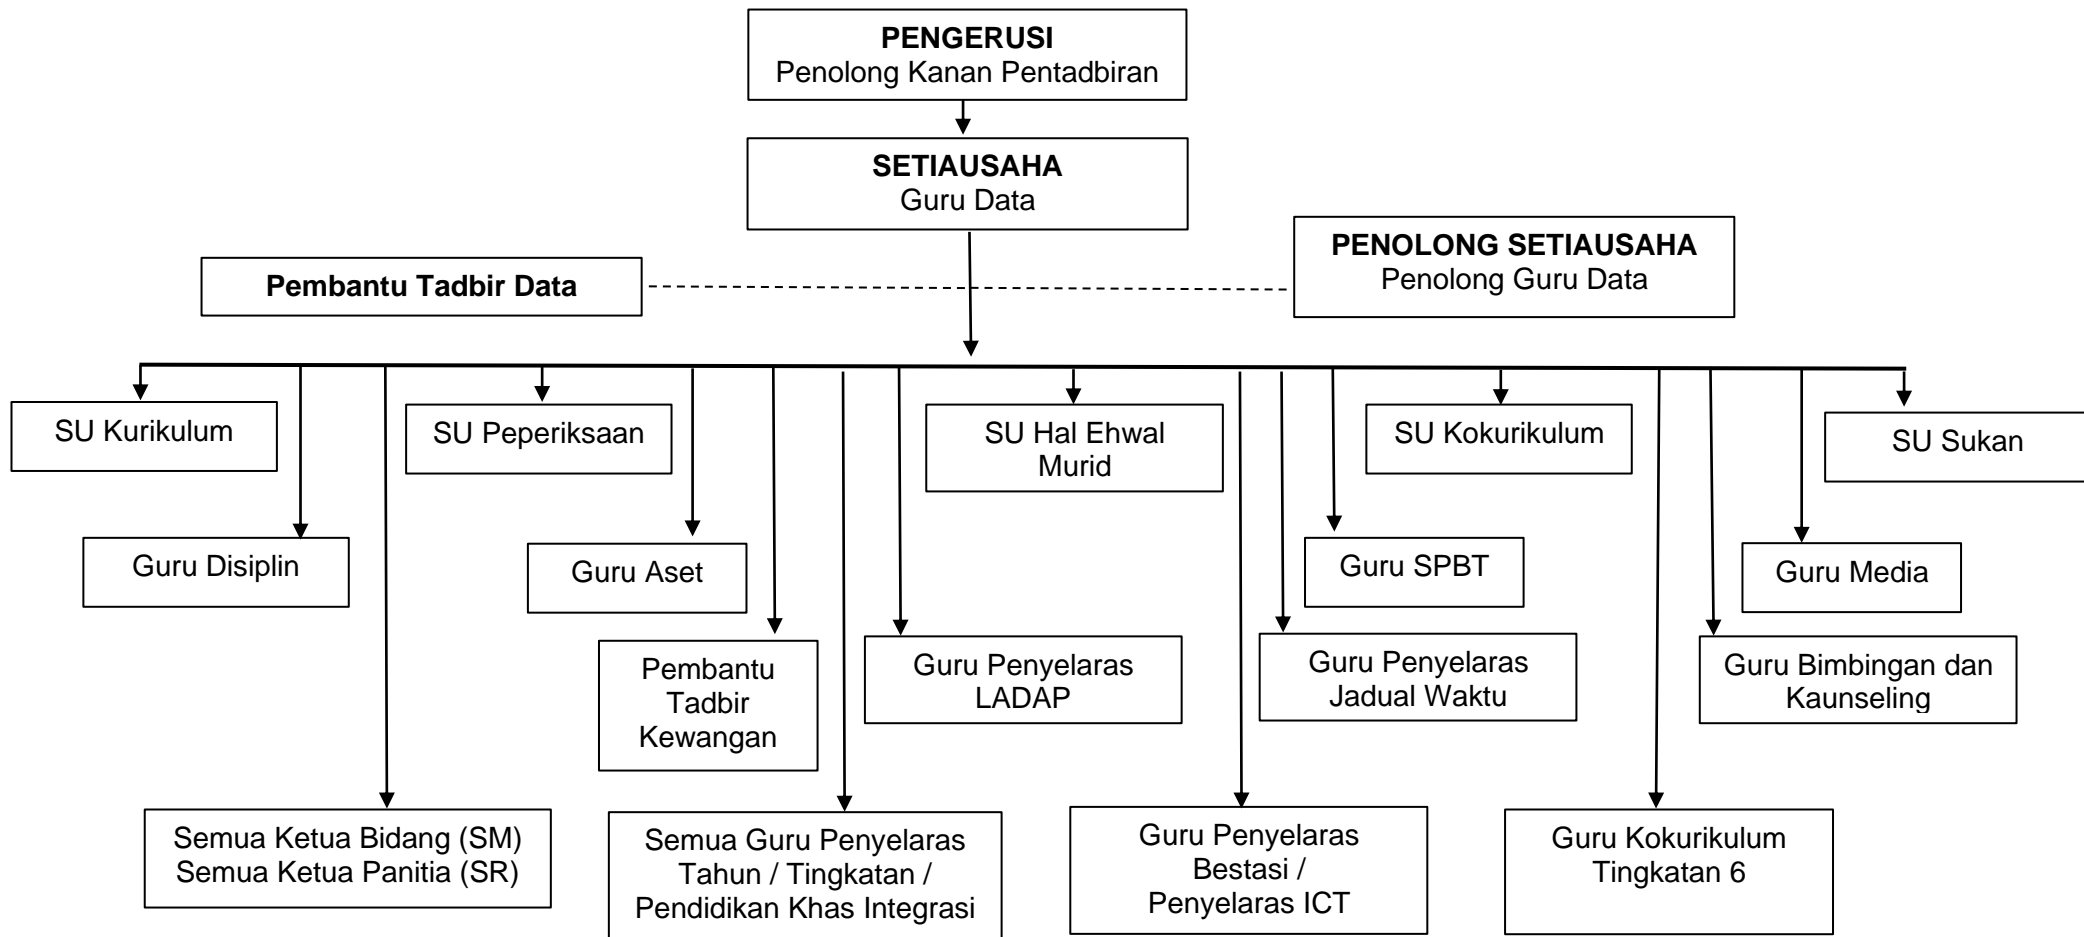 PENGERUSI
Penolong Kanan Pentadbiran
SETIAUSAHA
Guru Data
PENOLONG SETIAUSAHA
Penolong Guru Data
Pembantu Tadbir Data
SU Kurikulum
SU Peperiksaan
SU Hal Ehwal
Murid
SU Kokurikulum
SU Sukan
Guru Disiplin
Guru Aset
Guru SPBT
Guru Media
Pembantu
Tadbir
Kewangan
Guru Penyelaras
LADAP
Guru Penyelaras
Jadual Waktu
Guru Bimbingan dan
Kaunseling
Semua Ketua Bidang (SM)
Semua Ketua Panitia (SR)
Semua Guru Penyelaras
Tahun / Tingkatan /
Pendidikan Khas Integrasi
Guru Penyelaras
Bestasi /
Penyelaras ICT
Guru Kokurikulum
Tingkatan 6